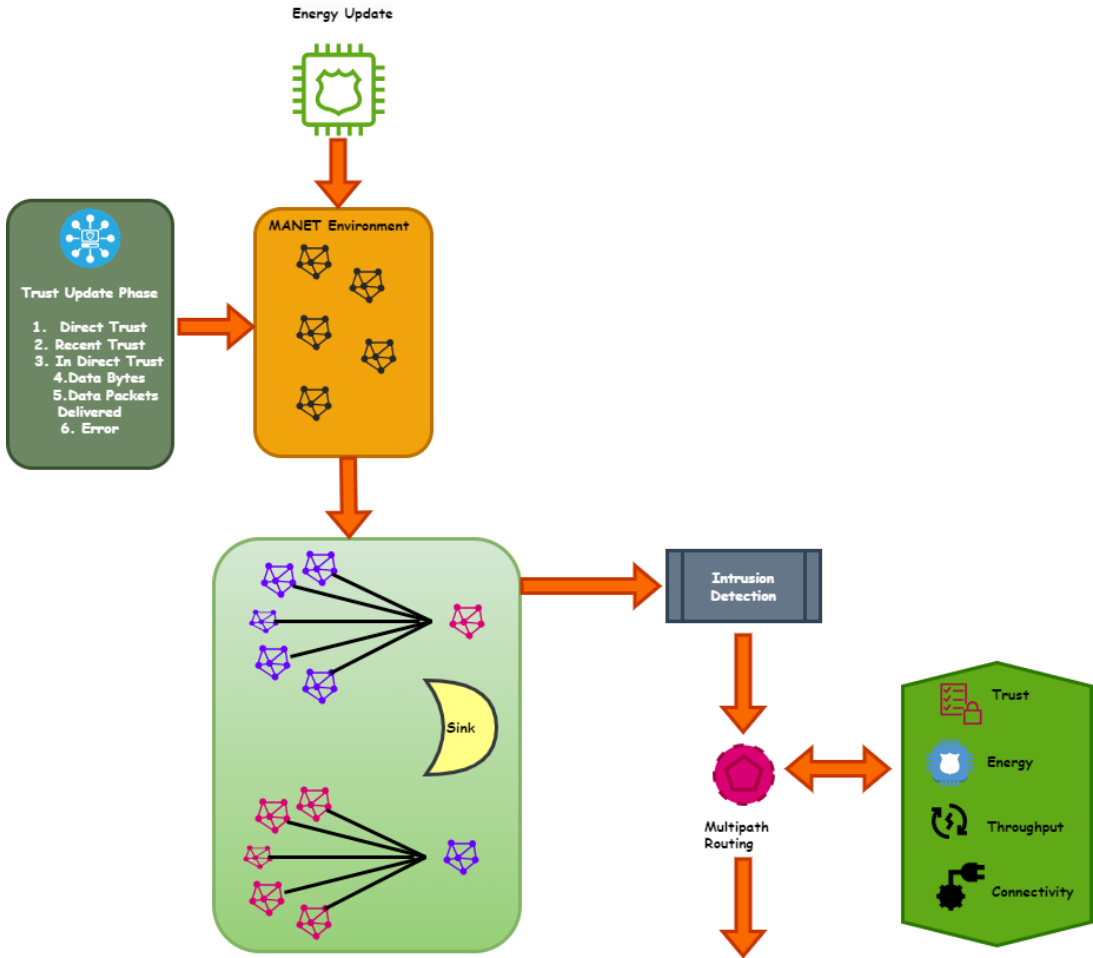 Energy Update
MANET Environment
Trust Update Phase
1. Direct Trust
2. Recent Trust
3. In Direct Trust
4.Data Bytes
5.Data Packets
Delivered
6. Error
Intrusion
Detection
Sink
Multipath
Routing
Trust
Energy
Throughput
Connectivity